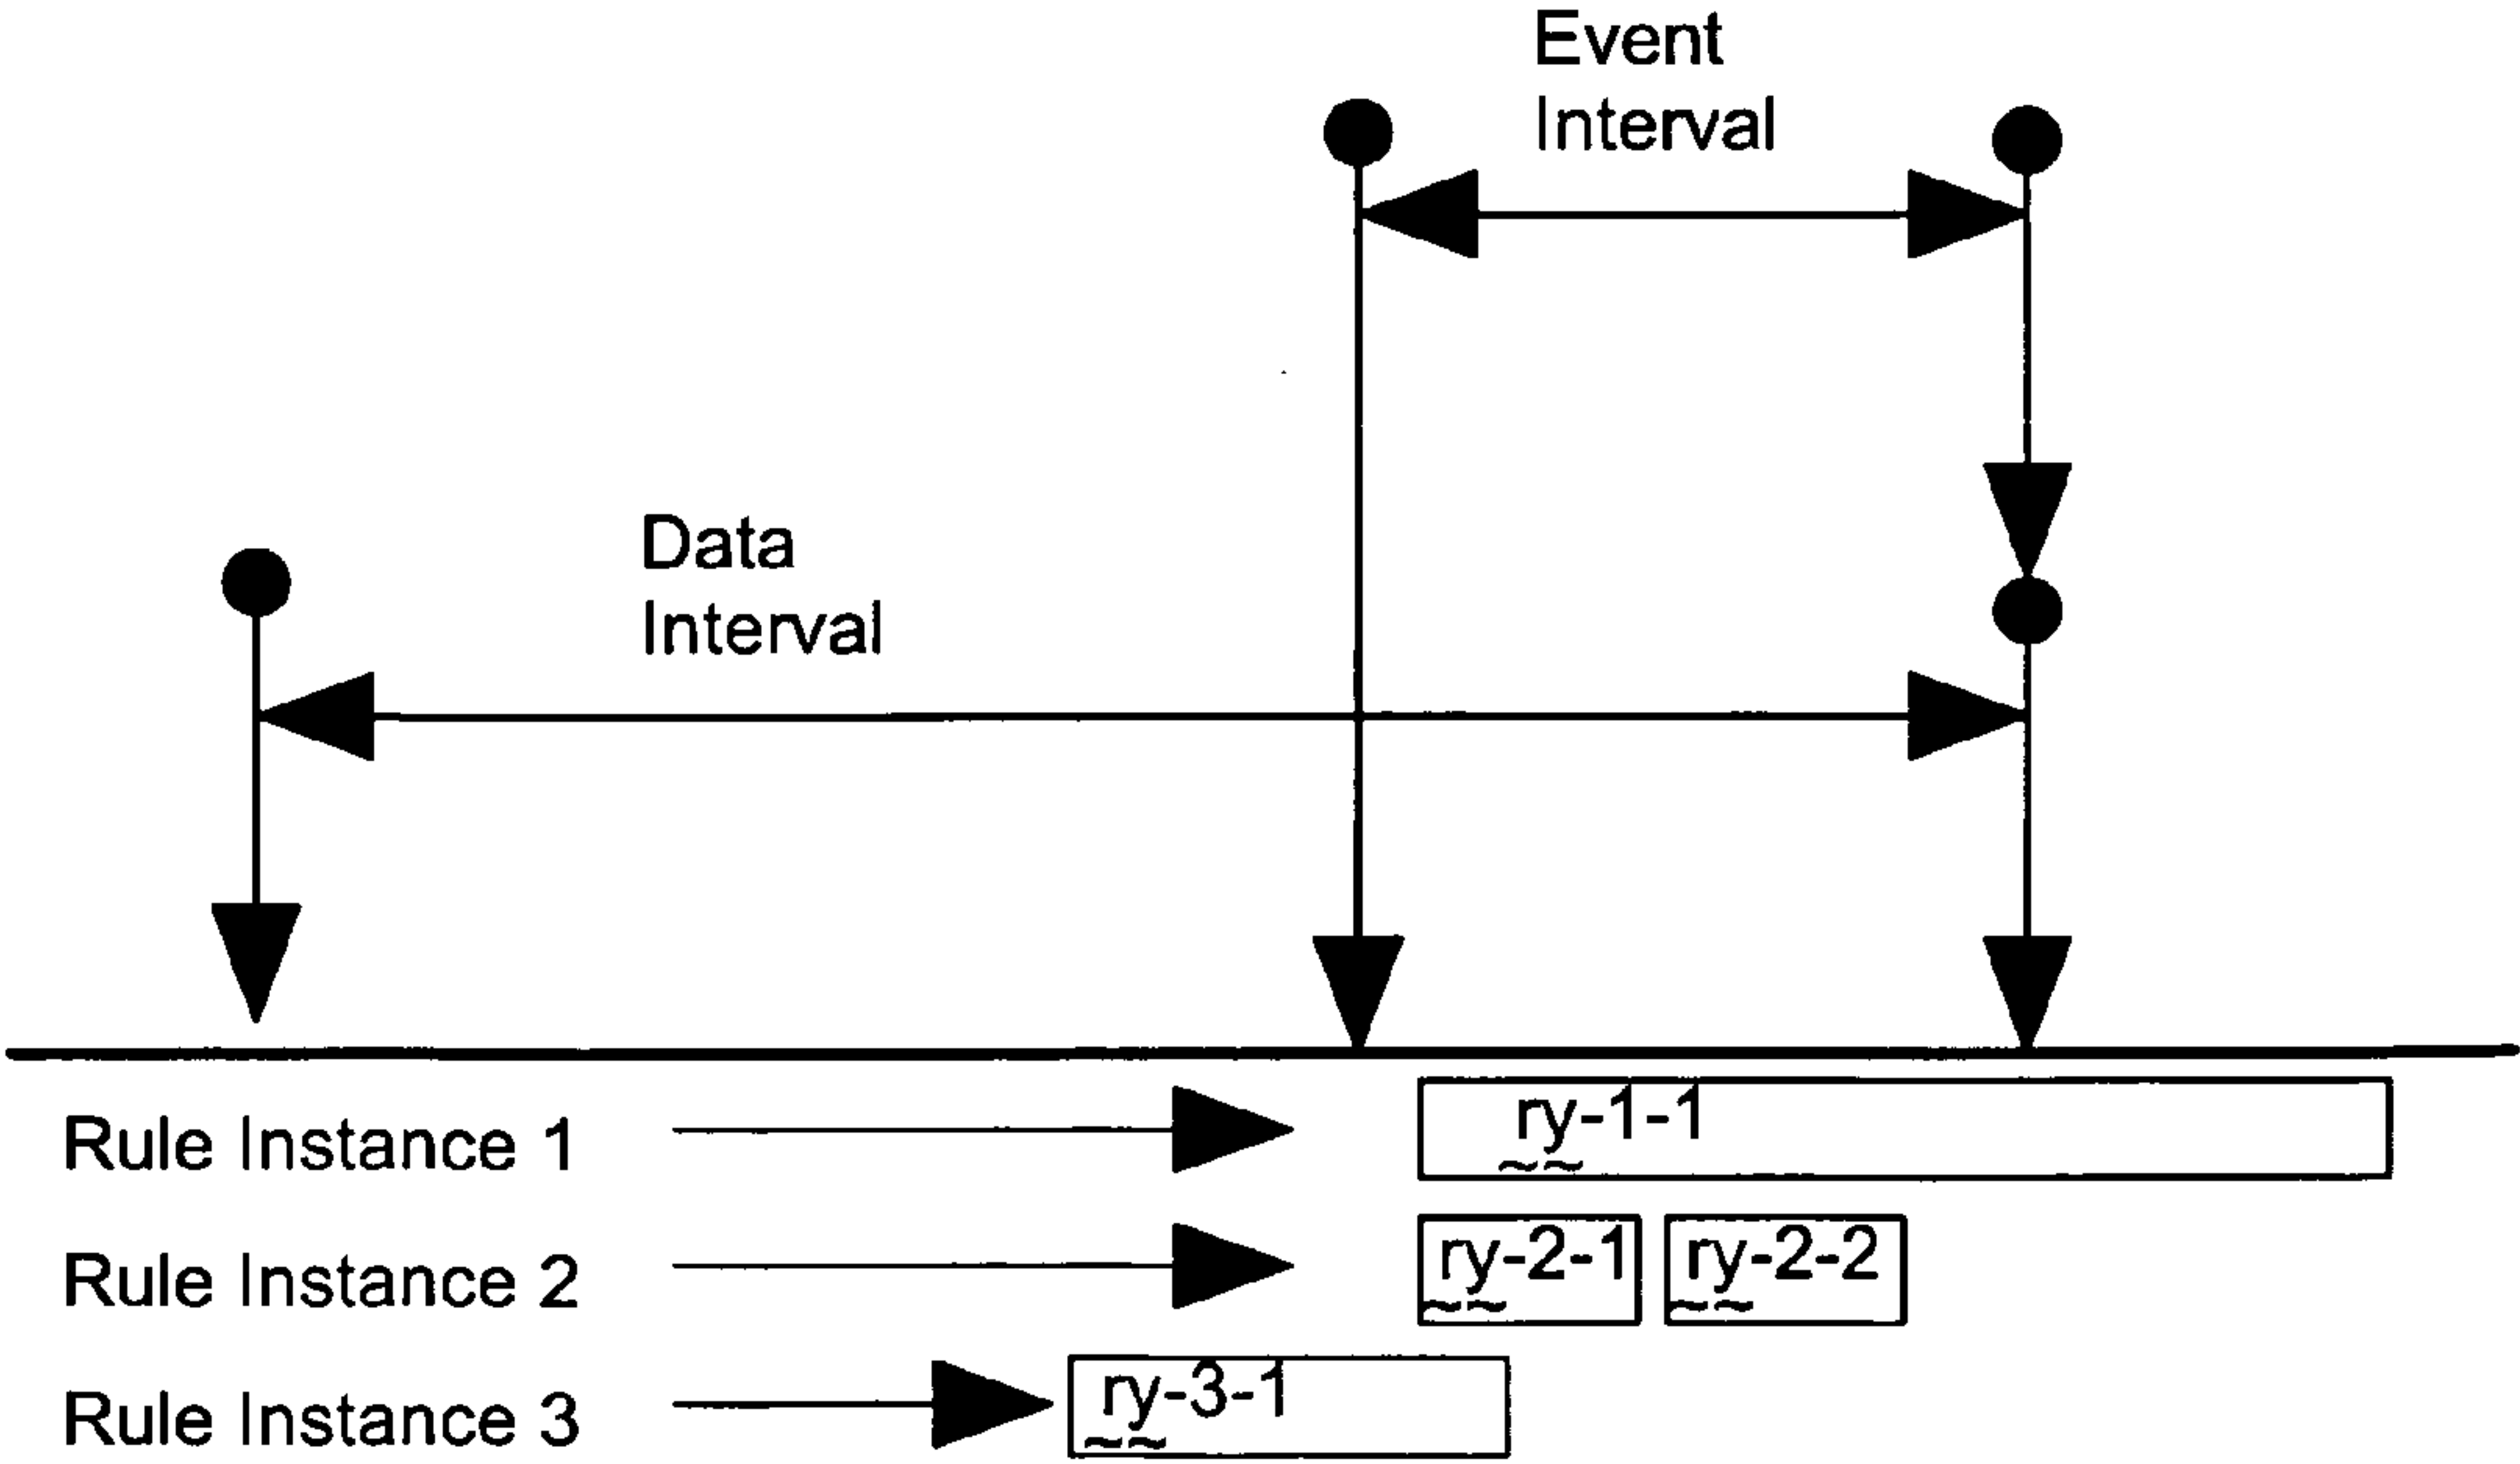 Event
Interval
Data
Interval
Rule Instance 1
ry-1-1
Rule Instance 2
ry-2-1
ry-2-2
Rule Instance 3
ry-3-1